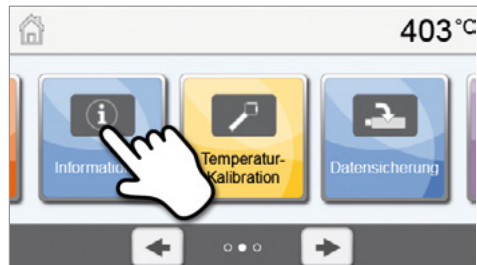 403°C
Informatio
Temperatur-
Kalibration
Datensicherung